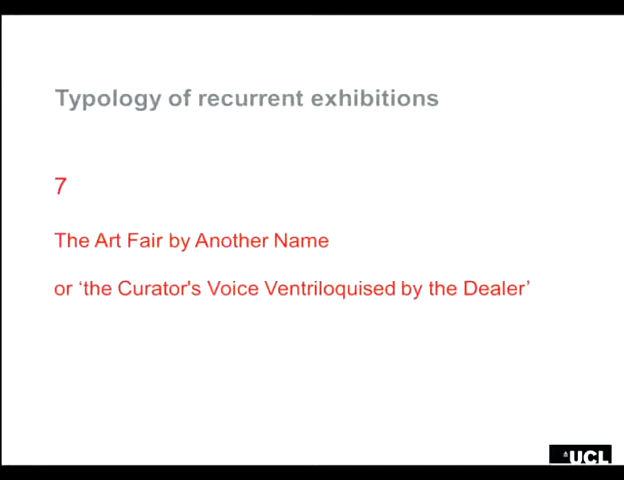 Typology of recurrent exhibitions
7
The Art Fair by Another Name
or ‘the Curator's Voice Ventriloquised by the Dealer’
UCL